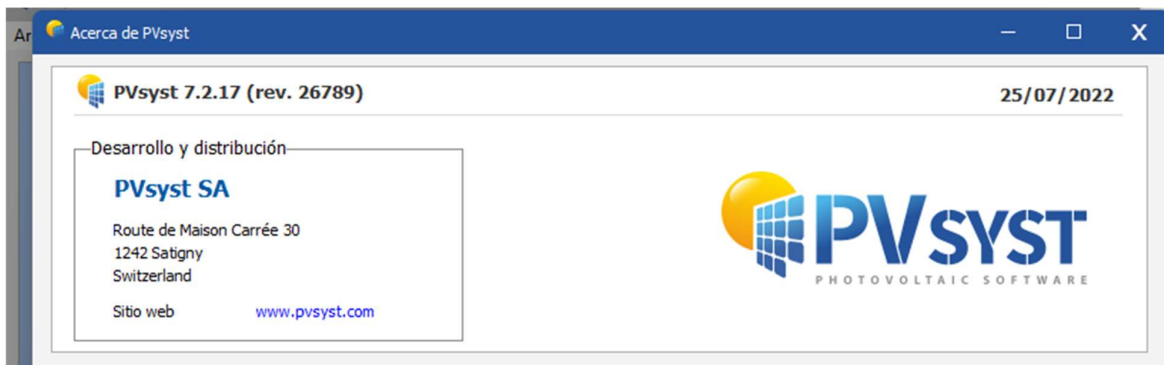 Ar
Acerca de PVsyst
PVsyst 7.2.17 (rev. 26789)
25/07/2022
Desarrollo y distribución
PVsyst SA
Route de Maison Carrée 30
1242 Satigny
Switzerland
Sitio web www.pvsyst.com
PVSYST
PHOTOVOLTAIC SOFTWARE